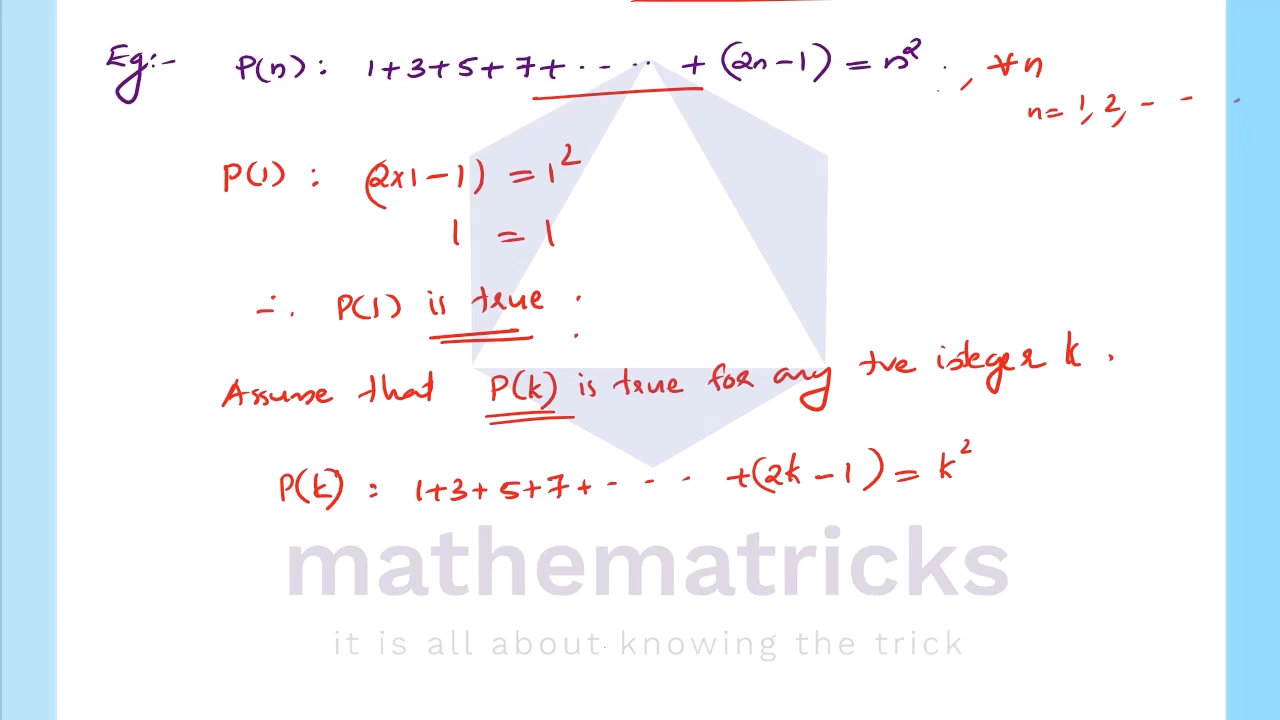 Eg:- P(n) : 1+3+5+7+ - - - - + (2n-1) = n² . , ∀n
n = 1, 2, - - -
P(1) : (2×1-1) = 1²
1 = 1
∴ P(1) is true .
Assume that P(k) is true for any +ve integer k .
P(k) : 1+3+5+7+ - - - - +(2k-1) = k²
mathematricks
it is all about knowing the trick